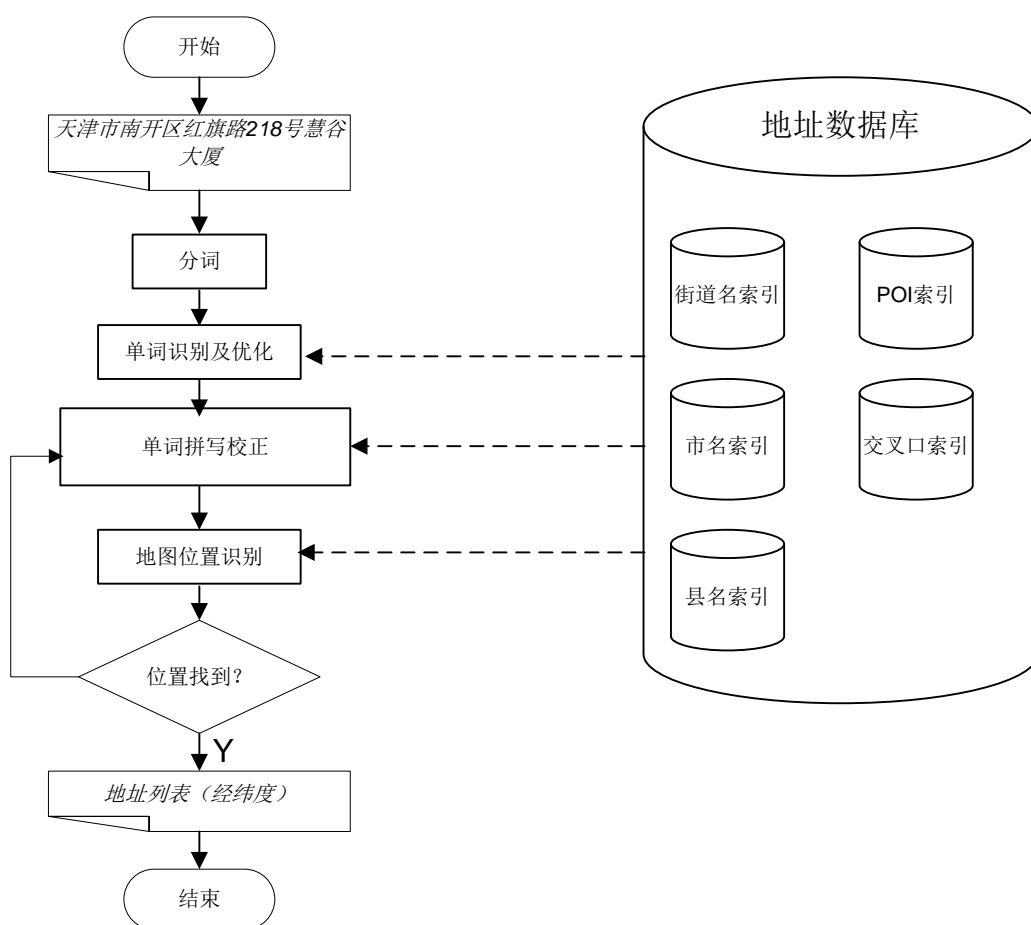 开始
天津市南开区红旗路218号慧谷
大厦
分词
单词识别及优化
单词拼写校正
地图位置识别
位置找到?
Y
地址列表（经纬度）
结束
地址数据库
街道名索引
POI索引
市名索引
交叉口索引
县名索引